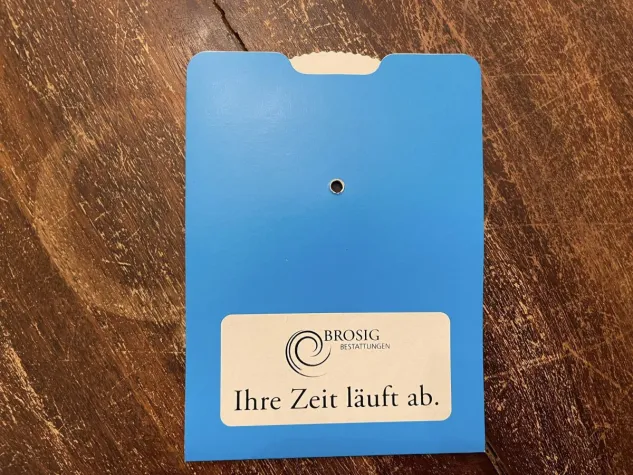 BROSIG
BESTATTUNGEN
Ihre Zeit läuft ab.